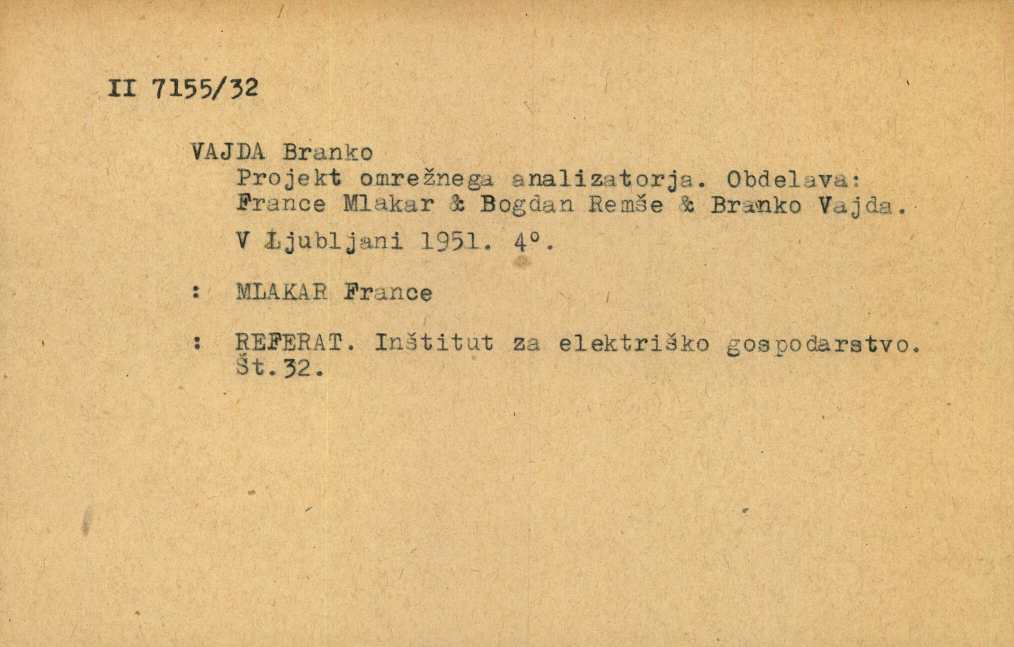 II 7155/32
VAJDA Branko
Projekt omrežnega analizatorja. Obdelava:
France Mlakar & Bogdan Remše & Branko Vajda.
V Ljubljani 1951. 4°.
: MLAKAR France
: REFERAT. Inštitut za elektriško gospodarstvo.
Št.32.